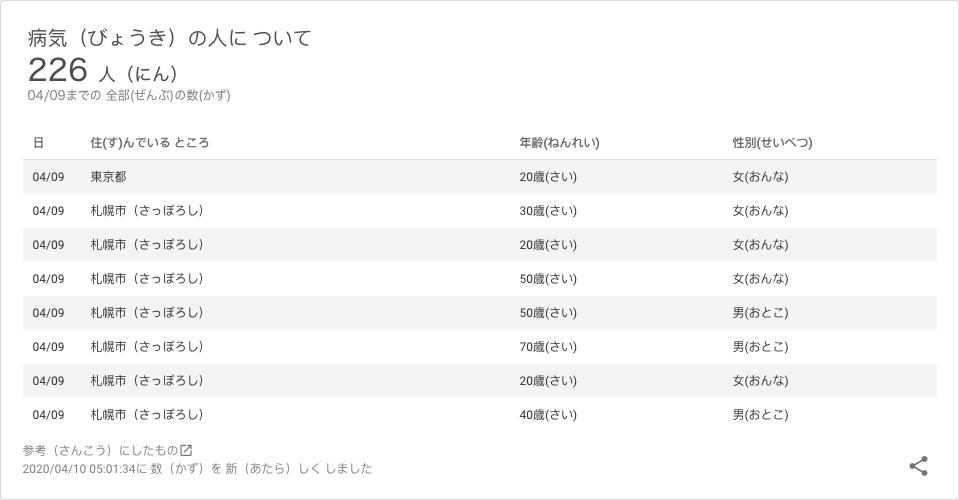 病気（びょうき）の人に ついて
226 人（にん）
04/09までの 全部(ぜんぶ)の数(かず)
日 住(す)んでいる ところ 年齢(ねんれい) 性別(せいべつ)
04/09 東京都 20歳(さい) 女(おんな)
04/09 札幌市（さっぽろし） 30歳(さい) 女(おんな)
04/09 札幌市（さっぽろし） 20歳(さい) 女(おんな)
04/09 札幌市（さっぽろし） 50歳(さい) 女(おんな)
04/09 札幌市（さっぽろし） 50歳(さい) 男(おとこ)
04/09 札幌市（さっぽろし） 70歳(さい) 男(おとこ)
04/09 札幌市（さっぽろし） 20歳(さい) 女(おんな)
04/09 札幌市（さっぽろし） 40歳(さい) 男(おとこ)
参考（さんこう）にしたもの
2020/04/10 05:01:34に 数（かず）を 新（あたら）しく しました